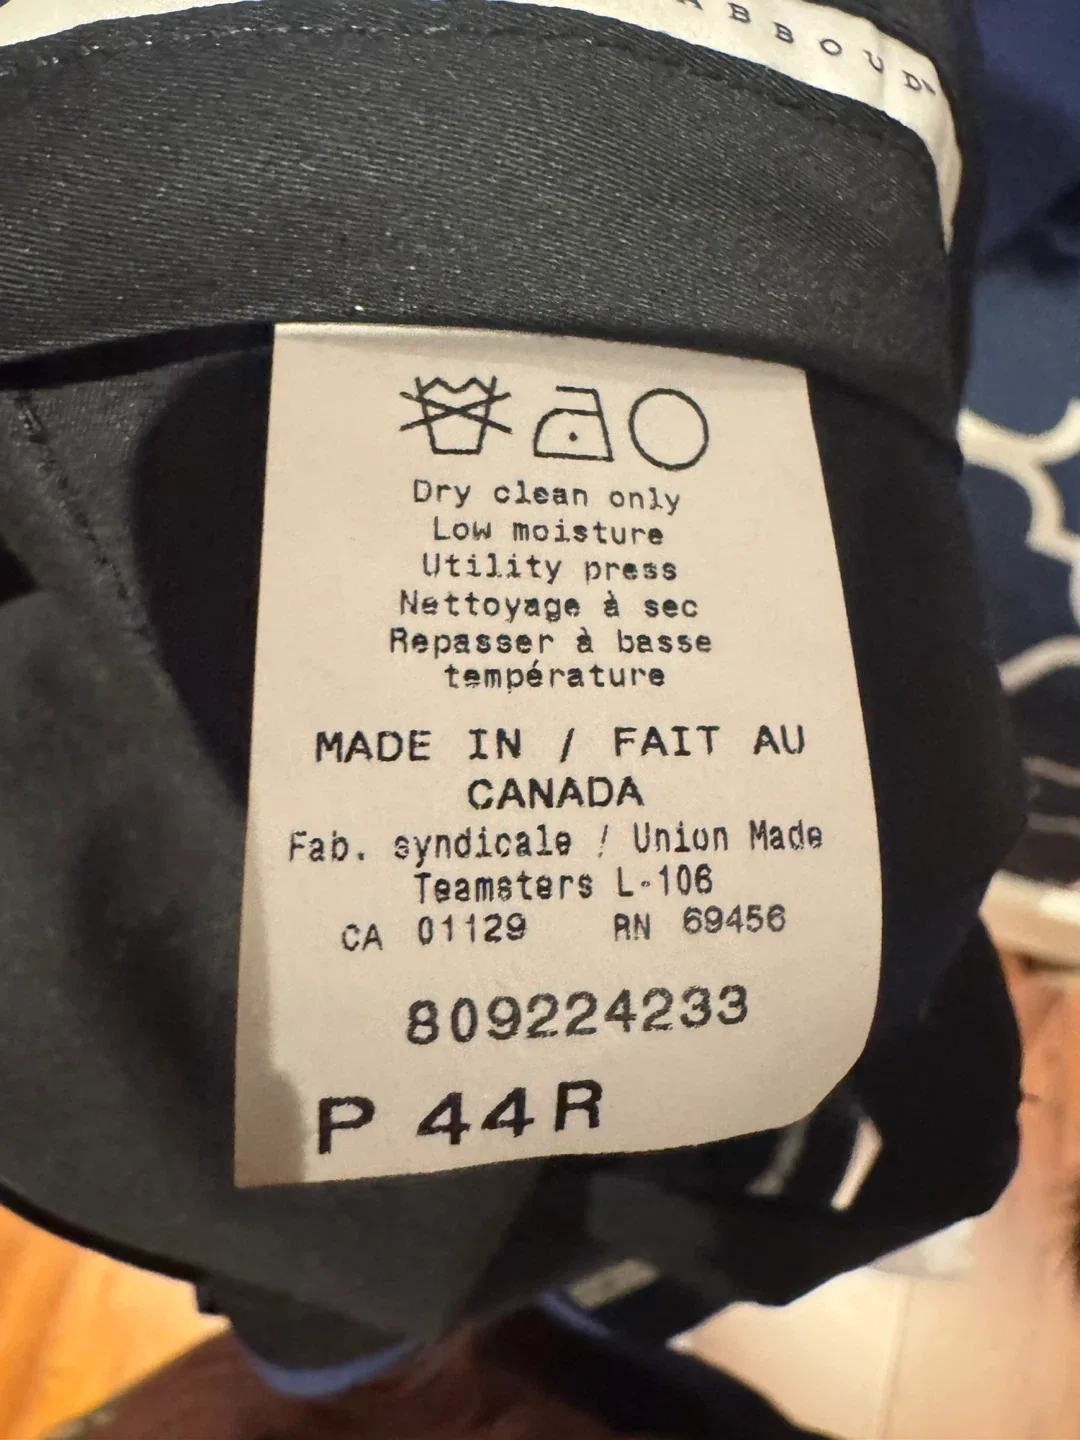 ABBOUD™
Dry clean only
Low moisture
Utility press
Nettoyage à sec
Repasser à basse
température
MADE IN / FAIT AU
CANADA
Fab. syndicale / Union Made
Teamsters L-106
CA 01129 RN 69456
809224233
P 44R